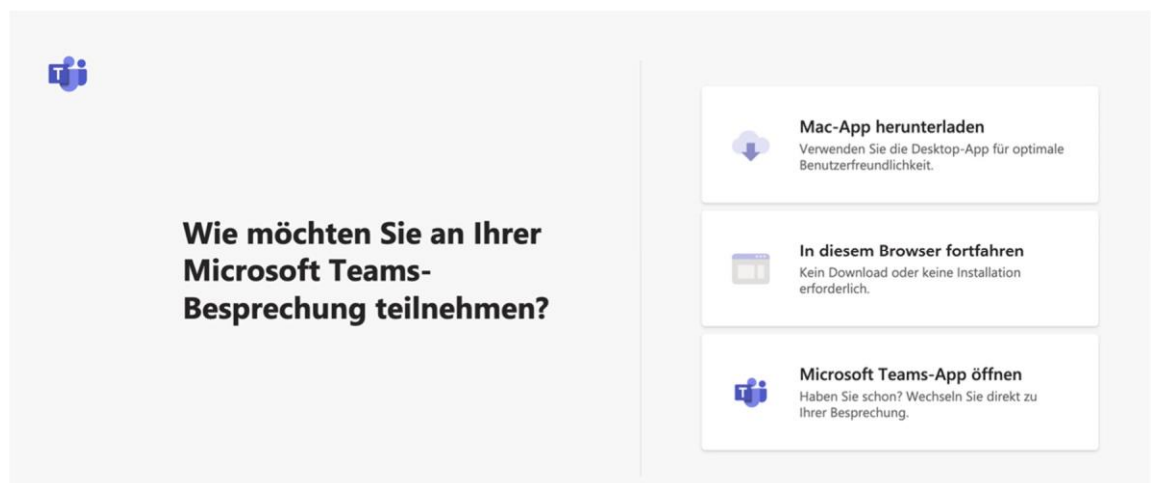 Wie möchten Sie an Ihrer
Microsoft Teams-
Besprechung teilnehmen?
Mac-App herunterladen
Verwenden Sie die Desktop-App für optimale
Benutzerfreundlichkeit.
In diesem Browser fortfahren
Kein Download oder keine Installation
erforderlich.
Microsoft Teams-App öffnen
Haben Sie schon? Wechseln Sie direkt zu
Ihrer Besprechung.